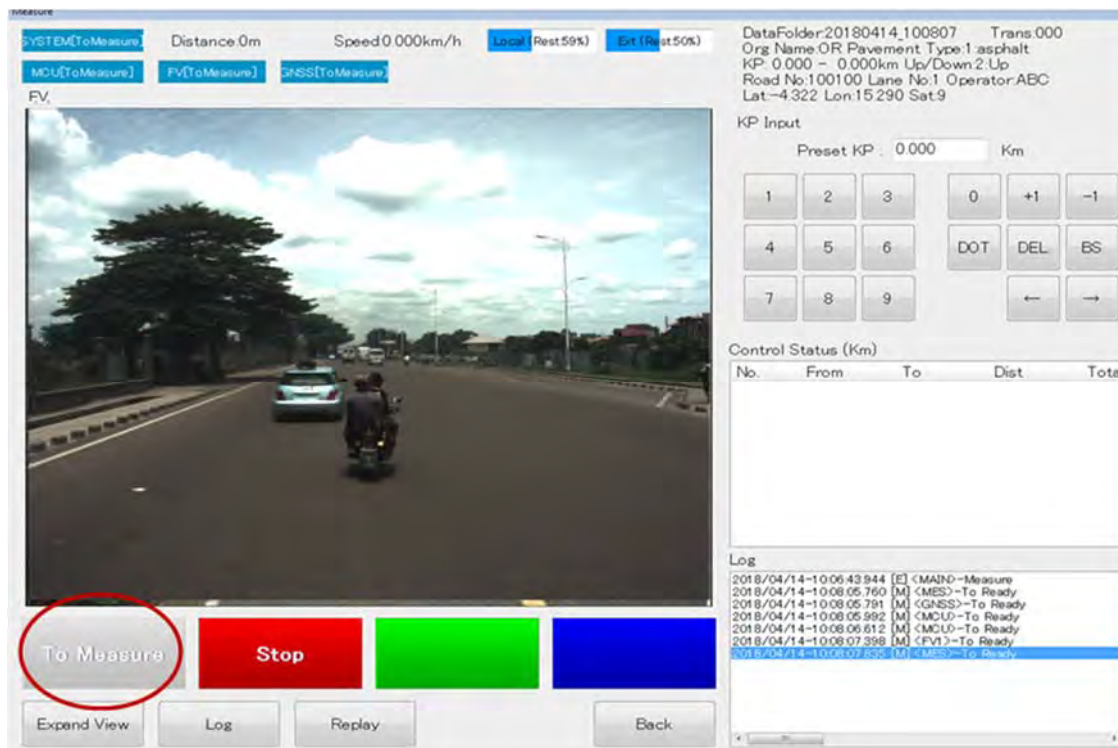 Measure
SYSTEM[ToMeasure] Distance:0m Speed:0.000km/h Local (Rest:59%) Ext (Rest:50%)
MCU[ToMeasure] FV[ToMeasure] GNSS[ToMeasure]
FV.
To Measure Stop
Expand View Log Replay Back
DataFolder:20180414_100807 Trans:000
Org Name:OR Pavement Type:1:asphalt
KP: 0.000 - 0.000km Up/Down:2:Up
Road No:100100 Lane No:1 Operator:ABC
Lat:-4.322 Lon:15.290 Sat:9
KP Input
Preset KP : 0.000 Km
1 2 3 0 +1 -1
4 5 6 DOT DEL BS
7 8 9 ← →
Control Status (Km)
No. From To Dist Tota
Log
2018/04/14-10:06:43.944 [E] <MAIN>-Measure
2018/04/14-10:08:05.760 [M] <MES>-To Ready
2018/04/14-10:08:05.791 [M] <GNSS>-To Ready
2018/04/14-10:08:05.992 [M] <MCU>-To Ready
2018/04/14-10:08:06.612 [M] <MCU>-To Ready
2018/04/14-10:08:07.398 [M] <FV1>-To Ready
2018/04/14-10:08:07.835 [M] <MES>-To Ready